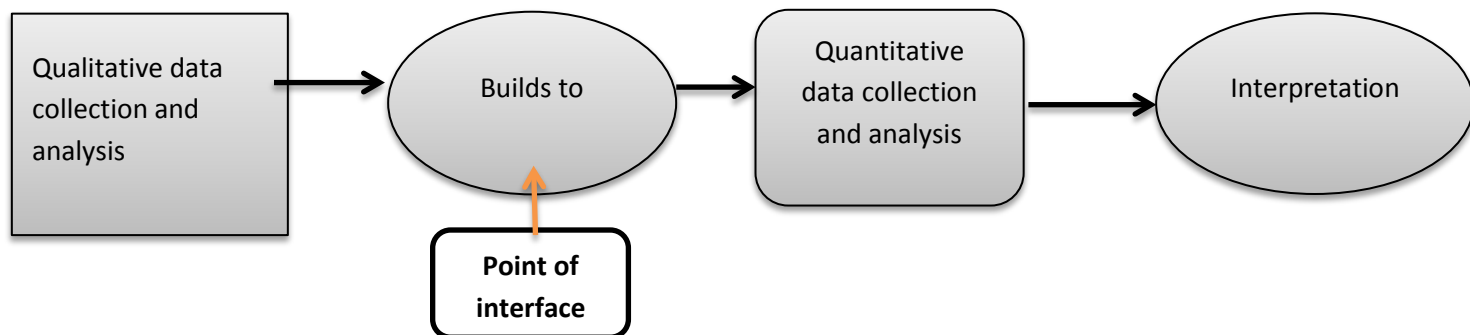 Qualitative data
collection and
analysis
Builds to
Quantitative
data collection
and analysis
Interpretation
Point of
interface